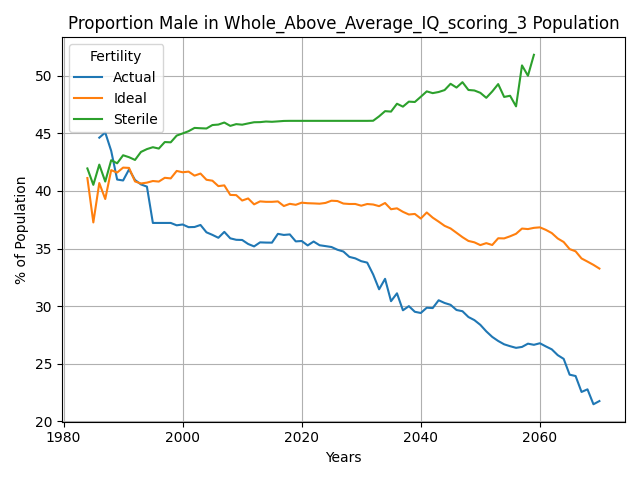 Proportion Male in Whole_Above_Average_IQ_scoring_3 Population
Fertility
Actual
Ideal
Sterile
% of Population
50
45
40
35
30
25
20
1980
2000
2020
2040
2060
Years